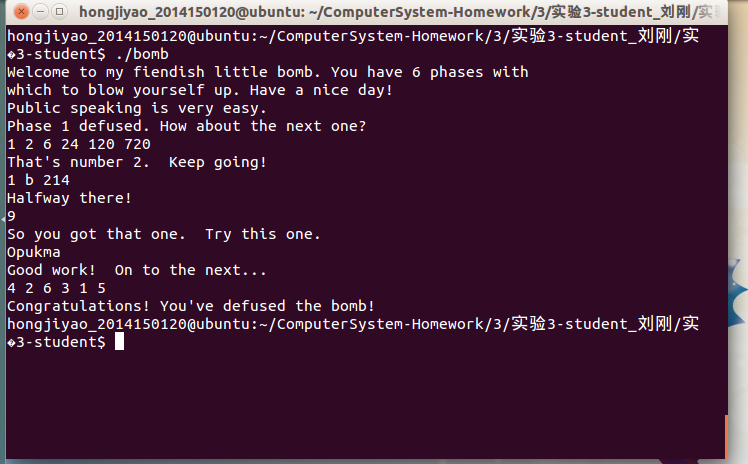 hongjiyao_2014150120@ubuntu: ~/ComputerSystem-Homework/3/实验3-student_刘刚/实
hongjiyao_2014150120@ubuntu:~/ComputerSystem-Homework/3/实验3-student_刘刚/实
�3-student$ ./bomb
Welcome to my fiendish little bomb. You have 6 phases with
which to blow yourself up. Have a nice day!
Public speaking is very easy.
Phase 1 defused. How about the next one?
1 2 6 24 120 720
That's number 2.  Keep going!
1 b 214
Halfway there!
9
So you got that one.  Try this one.
Opukma
Good work!  On to the next...
4 2 6 3 1 5
Congratulations! You've defused the bomb!
hongjiyao_2014150120@ubuntu:~/ComputerSystem-Homework/3/实验3-student_刘刚/实
�3-student$